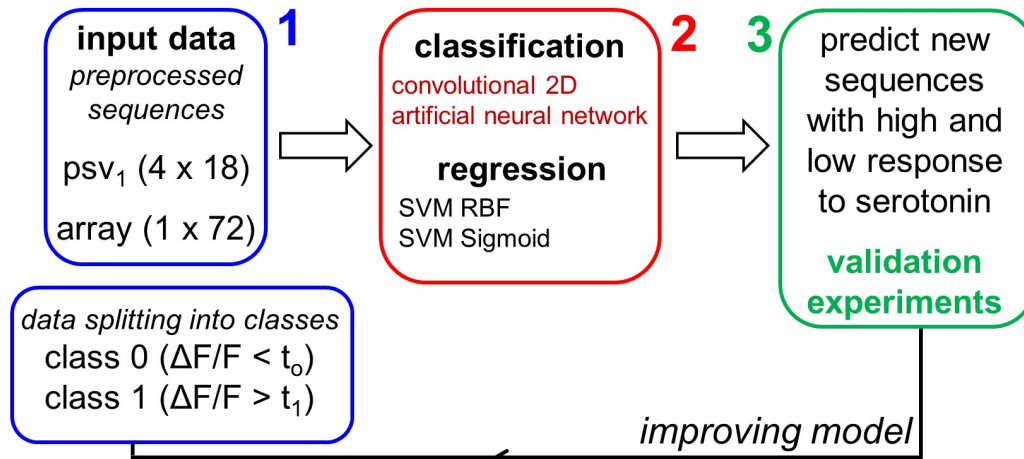 input data
preprocessed
sequences
psv₁ (4 x 18)
array (1 x 72)
1
classification
convolutional 2D
artificial neural network
regression
SVM RBF
SVM Sigmoid
2
3
predict new
sequences
with high and
low response
to serotonin
validation
experiments
data splitting into classes
class 0 (ΔF/F < tₒ)
class 1 (ΔF/F > t₁)
improving model